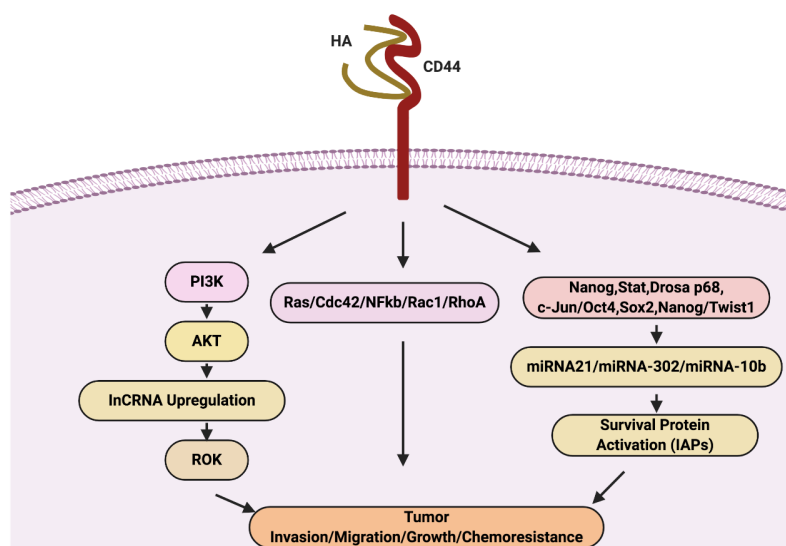 HA
CD44
PI3K
AKT
lnCRNA Upregulation
ROK
Ras/Cdc42/NFkb/Rac1/RhoA
Nanog,Stat,Drosa p68,
c-Jun/Oct4,Sox2,Nanog/Twist1
miRNA21/miRNA-302/miRNA-10b
Survival Protein
Activation (IAPs)
Tumor
Invasion/Migration/Growth/Chemoresistance